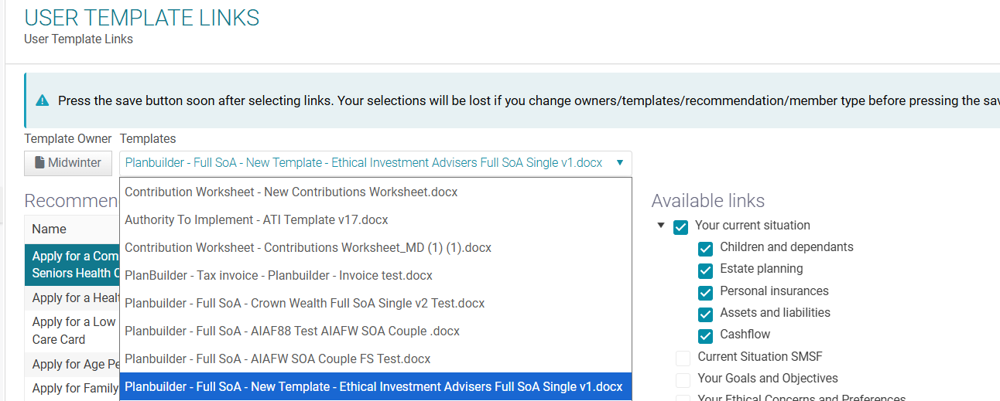 USER TEMPLATE LINKS
User Template Links
Press the save button soon after selecting links. Your selections will be lost if you change owners/templates/recommendation/member type before pressing the sav
Template Owner Templates
Midwinter Planbuilder - Full SoA - New Template - Ethical Investment Advisers Full SoA Single v1.docx
Recommen
Name
Apply for a Com
Seniors Health C
Apply for a Healt
Apply for a Low
Care Card
Apply for Age Pe
Apply for Family
Contribution Worksheet - New Contributions Worksheet.docx
Authority To Implement - ATI Template v17.docx
Contribution Worksheet - Contributions Worksheet_MD (1) (1).docx
PlanBuilder - Tax invoice - Planbuilder - Invoice test.docx
Planbuilder - Full SoA - Crown Wealth Full SoA Single v2 Test.docx
Planbuilder - Full SoA - AIAF88 Test AIAFW SOA Couple .docx
Planbuilder - Full SoA - AIAFW SOA Couple FS Test.docx
Planbuilder - Full SoA - New Template - Ethical Investment Advisers Full SoA Single v1.docx
Available links
Your current situation
Children and dependants
Estate planning
Personal insurances
Assets and liabilities
Cashflow
Current Situation SMSF
Your Goals and Objectives
Your Ethical Concerns and Preferences